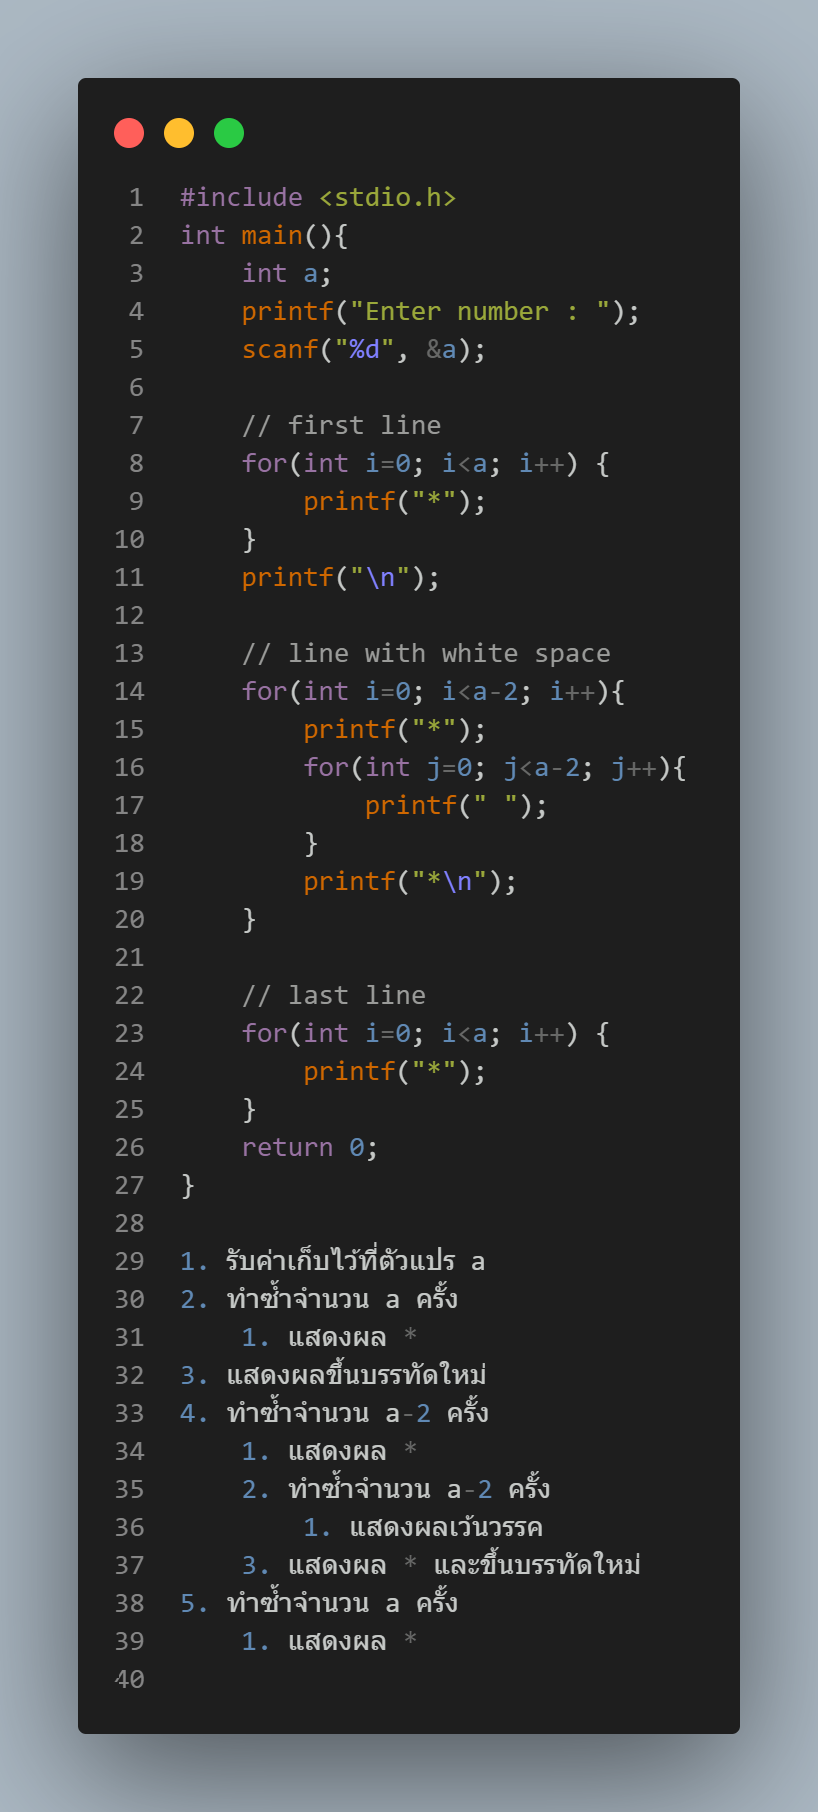 1 #include <stdio.h>
2 int main(){
3     int a;
4     printf("Enter number : ");
5     scanf("%d", &a);
6
7     // first line
8     for(int i=0; i<a; i++) {
9         printf("*");
10     }
11     printf("\n");
12
13     // line with white space
14     for(int i=0; i<a-2; i++){
15         printf("*");
16         for(int j=0; j<a-2; j++){
17             printf(" ");
18         }
19         printf("*\n");
20     }
21
22     // last line
23     for(int i=0; i<a; i++) {
24         printf("*");
25     }
26     return 0;
27 }
28
29 1. รับค่าเก็บไว้ที่ตัวแปร a
30 2. ทำซ้ำจำนวน a ครั้ง
31     1. แสดงผล *
32 3. แสดงผลขึ้นบรรทัดใหม่
33 4. ทำซ้ำจำนวน a-2 ครั้ง
34     1. แสดงผล *
35     2. ทำซ้ำจำนวน a-2 ครั้ง
36         1. แสดงผลเว้นวรรค
37     3. แสดงผล * และขึ้นบรรทัดใหม่
38 5. ทำซ้ำจำนวน a ครั้ง
39     1. แสดงผล *
40